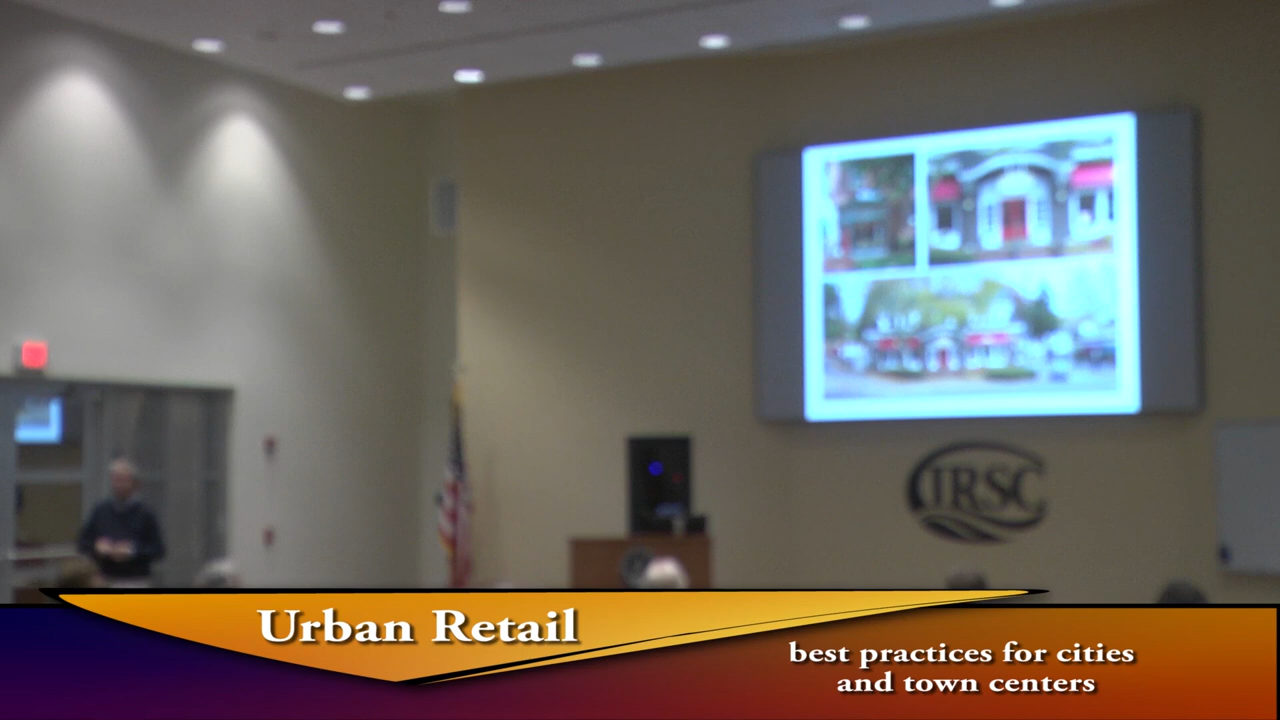 IRSC
Urban Retail
best practices for cities
and town centers